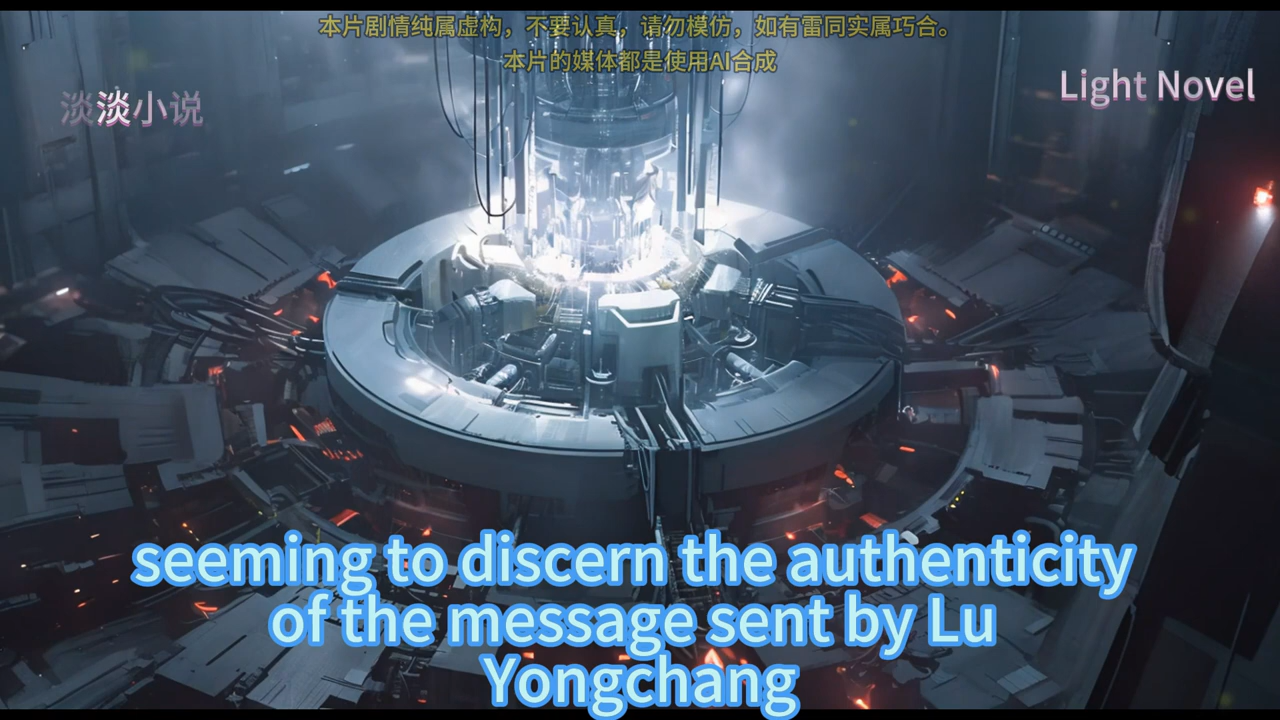 本片剧情纯属虚构，不要认真，请勿模仿，如有雷同实属巧合。
本片的媒体都是使用AI合成
淡淡小说
Light Novel
seeming to discern the authenticity
of the message sent by Lu
Yongchang